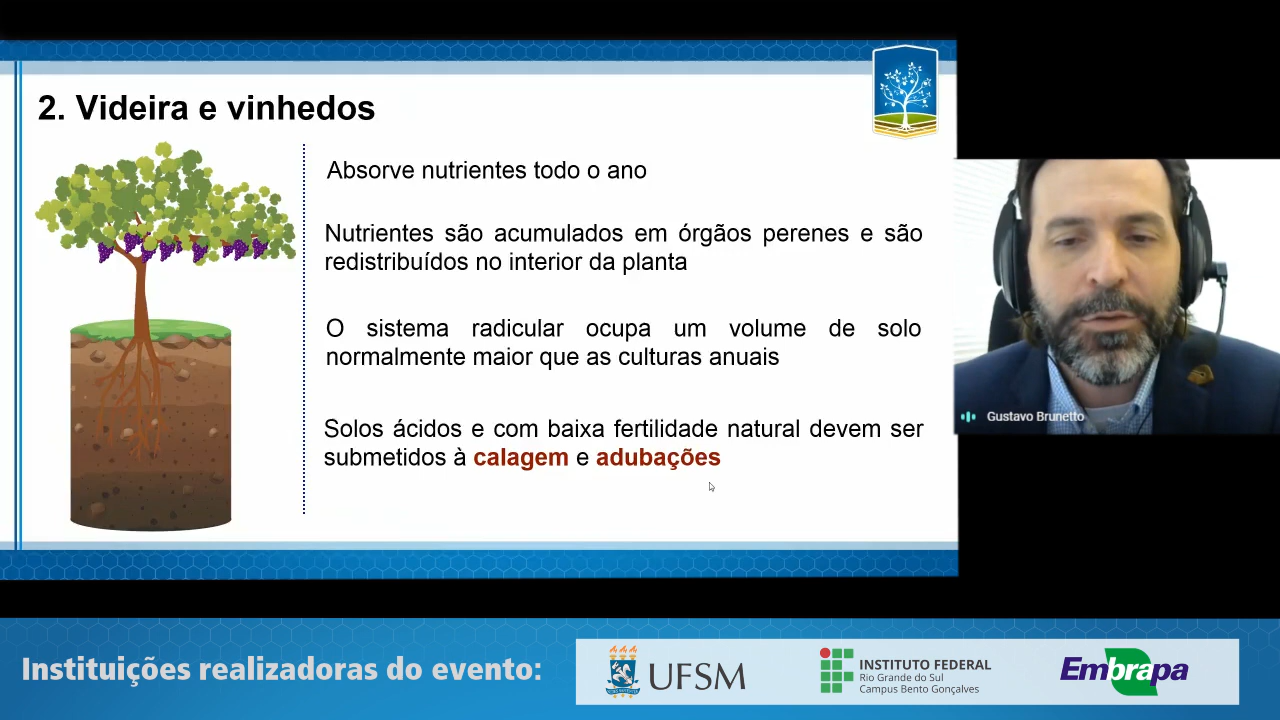 2. Videira e vinhedos
Absorve nutrientes todo o ano
Nutrientes são acumulados em órgãos perenes e são
redistribuídos no interior da planta
O sistema radicular ocupa um volume de solo
normalmente maior que as culturas anuais
Solos ácidos e com baixa fertilidade natural devem ser
submetidos à calagem e adubações
Gustavo Brunetto
Instituições realizadoras do evento:
UFSM
INSTITUTO FEDERAL
Rio Grande do Sul
Campus Bento Gonçalves
Embrapa